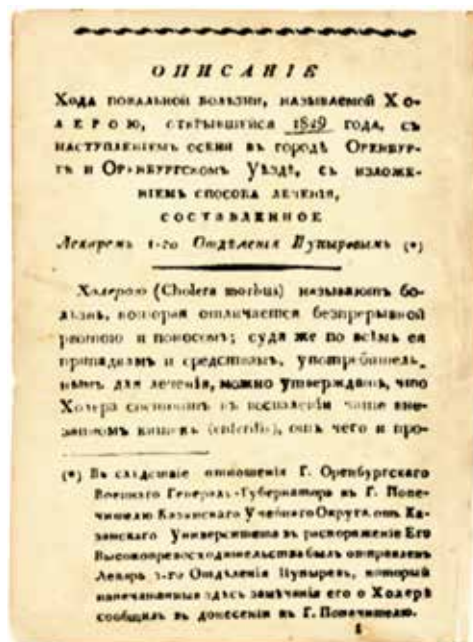 ОПИСАНІЕ
Хода повальной болѣзни, называемой Хо-
лерою, открывшейся 1829 года, съ
наступленіемъ осени въ городѣ Оренбур-
гѣ и Оренбургскомъ Уѣздѣ, съ изложе-
ніемъ способа леченія,
составленное
Лекаремъ 1-го Отдѣленія Пупыревымъ (*)
Холерою (Cholera morbus) называютъ бо-
лѣзнь, которая отличается безпрерывной
рвотою и поносомъ; судя же по всѣмъ ея
припадкамъ и средствамъ, употребитель-
нымъ для леченія, можно утверждать, что
Холера состоитъ въ воспаленіи чаще вне-
запномъ кишекъ (enteritis), отъ чего и про-
(*) Въ слѣдствіе отношенія Г. Оренбургскаго
Военнаго Генералъ-Губернатора къ Г. Попе-
чителю Казанскаго Учебнаго Округа, отъ Ка-
занскаго Университета въ распоряженіе Его
Высокопревосходительства былъ отправленъ
Лекарь 1-го Отдѣленія Пупыревъ, который
напечатанныя здѣсь замѣчанія его о Холерѣ
сообщилъ въ донесеніи къ Г. Попечителю.
1